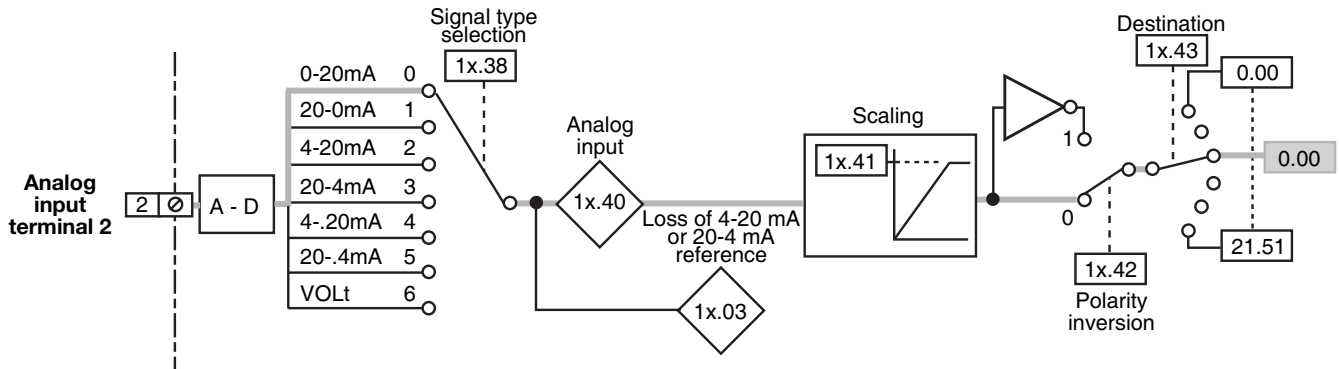 Signal type
selection
1x.38
Destination
1x.43
0.00
0-20mA 0
20-0mA 1
4-20mA 2
20-4mA 3
4-.20mA 4
20-.4mA 5
VOLt 6
Analog
input
terminal 2
2
A - D
Analog
input
1x.40
Loss of 4-20 mA
or 20-4 mA
reference
1x.03
Scaling
1x.41
1
0
1x.42
Polarity
inversion
0.00
21.51